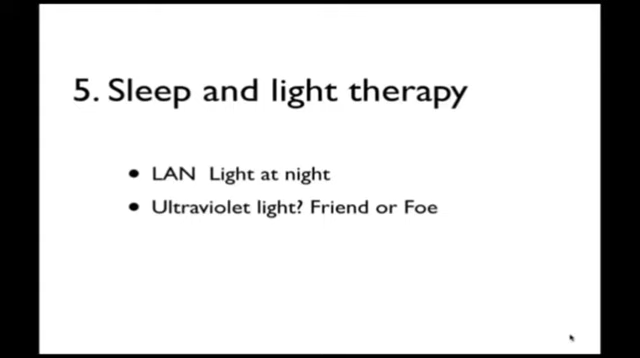 5. Sleep and light therapy
• LAN Light at night
• Ultraviolet light? Friend or Foe